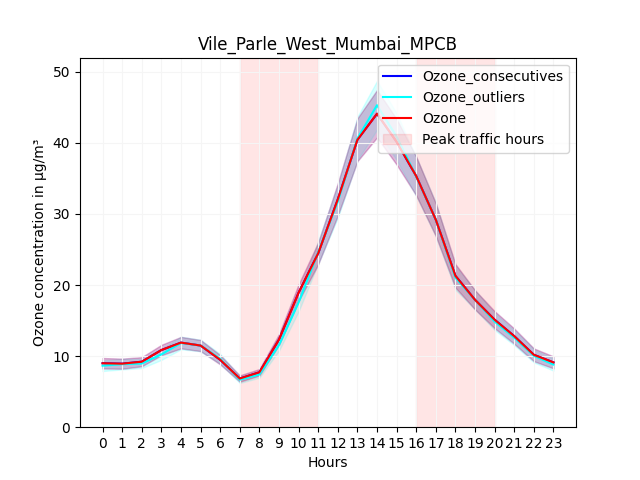 Vile_Parle_West_Mumbai_MPCB
Ozone_consecutives
Ozone_outliers
Ozone
Peak traffic hours
Ozone concentration in µg/m³
50
40
30
20
10
0
0 1 2 3 4 5 6 7 8 9 10 11 12 13 14 15 16 17 18 19 20 21 22 23
Hours